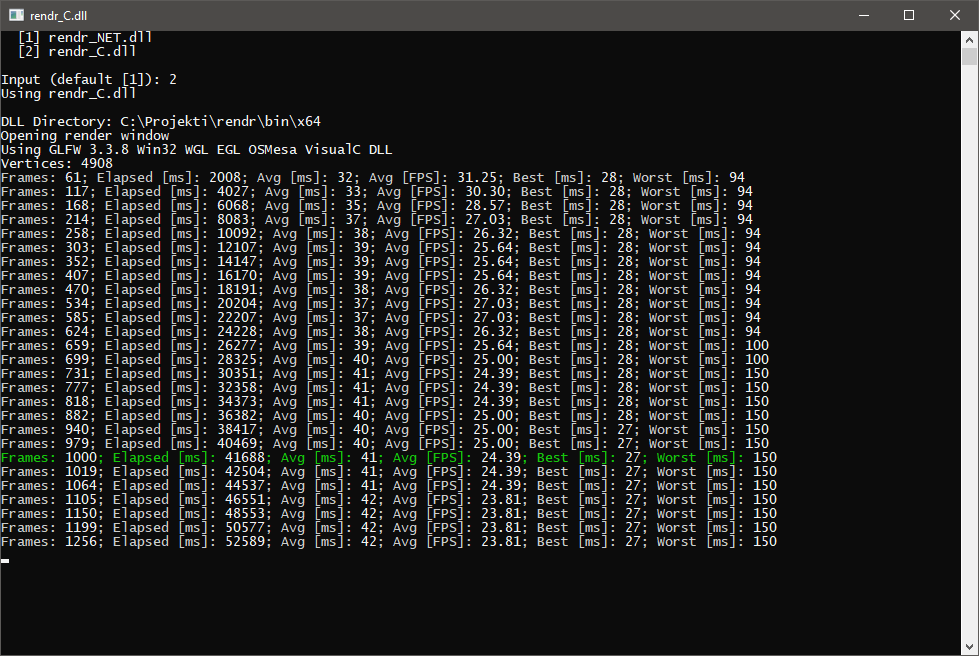 rendr_C.dll
[1] rendr_NET.dll
[2] rendr_C.dll
Input (default [1]): 2
Using rendr_C.dll
DLL Directory: C:\Projekti\rendr\bin\x64
Opening render window
Using GLFW 3.3.8 Win32 WGL EGL OSMesa VisualC DLL
Vertices: 4908
Frames: 61; Elapsed [ms]: 2008; Avg [ms]: 32; Avg [FPS]: 31.25; Best [ms]: 28; Worst [ms]: 94
Frames: 117; Elapsed [ms]: 4027; Avg [ms]: 33; Avg [FPS]: 30.30; Best [ms]: 28; Worst [ms]: 94
Frames: 168; Elapsed [ms]: 6068; Avg [ms]: 35; Avg [FPS]: 28.57; Best [ms]: 28; Worst [ms]: 94
Frames: 214; Elapsed [ms]: 8083; Avg [ms]: 37; Avg [FPS]: 27.03; Best [ms]: 28; Worst [ms]: 94
Frames: 258; Elapsed [ms]: 10092; Avg [ms]: 38; Avg [FPS]: 26.32; Best [ms]: 28; Worst [ms]: 94
Frames: 303; Elapsed [ms]: 12107; Avg [ms]: 39; Avg [FPS]: 25.64; Best [ms]: 28; Worst [ms]: 94
Frames: 352; Elapsed [ms]: 14147; Avg [ms]: 39; Avg [FPS]: 25.64; Best [ms]: 28; Worst [ms]: 94
Frames: 407; Elapsed [ms]: 16170; Avg [ms]: 39; Avg [FPS]: 25.64; Best [ms]: 28; Worst [ms]: 94
Frames: 470; Elapsed [ms]: 18191; Avg [ms]: 38; Avg [FPS]: 26.32; Best [ms]: 28; Worst [ms]: 94
Frames: 534; Elapsed [ms]: 20204; Avg [ms]: 37; Avg [FPS]: 27.03; Best [ms]: 28; Worst [ms]: 94
Frames: 585; Elapsed [ms]: 22207; Avg [ms]: 37; Avg [FPS]: 27.03; Best [ms]: 28; Worst [ms]: 94
Frames: 624; Elapsed [ms]: 24228; Avg [ms]: 38; Avg [FPS]: 26.32; Best [ms]: 28; Worst [ms]: 94
Frames: 659; Elapsed [ms]: 26277; Avg [ms]: 39; Avg [FPS]: 25.64; Best [ms]: 28; Worst [ms]: 100
Frames: 699; Elapsed [ms]: 28325; Avg [ms]: 40; Avg [FPS]: 25.00; Best [ms]: 28; Worst [ms]: 100
Frames: 731; Elapsed [ms]: 30351; Avg [ms]: 41; Avg [FPS]: 24.39; Best [ms]: 28; Worst [ms]: 150
Frames: 777; Elapsed [ms]: 32358; Avg [ms]: 41; Avg [FPS]: 24.39; Best [ms]: 28; Worst [ms]: 150
Frames: 818; Elapsed [ms]: 34373; Avg [ms]: 41; Avg [FPS]: 24.39; Best [ms]: 28; Worst [ms]: 150
Frames: 882; Elapsed [ms]: 36382; Avg [ms]: 40; Avg [FPS]: 25.00; Best [ms]: 28; Worst [ms]: 150
Frames: 940; Elapsed [ms]: 38417; Avg [ms]: 40; Avg [FPS]: 25.00; Best [ms]: 27; Worst [ms]: 150
Frames: 979; Elapsed [ms]: 40469; Avg [ms]: 40; Avg [FPS]: 25.00; Best [ms]: 27; Worst [ms]: 150
Frames: 1000; Elapsed [ms]: 41688; Avg [ms]: 41; Avg [FPS]: 24.39; Best [ms]: 27; Worst [ms]: 150
Frames: 1019; Elapsed [ms]: 42504; Avg [ms]: 41; Avg [FPS]: 24.39; Best [ms]: 27; Worst [ms]: 150
Frames: 1064; Elapsed [ms]: 44537; Avg [ms]: 41; Avg [FPS]: 24.39; Best [ms]: 27; Worst [ms]: 150
Frames: 1105; Elapsed [ms]: 46551; Avg [ms]: 42; Avg [FPS]: 23.81; Best [ms]: 27; Worst [ms]: 150
Frames: 1150; Elapsed [ms]: 48553; Avg [ms]: 42; Avg [FPS]: 23.81; Best [ms]: 27; Worst [ms]: 150
Frames: 1199; Elapsed [ms]: 50577; Avg [ms]: 42; Avg [FPS]: 23.81; Best [ms]: 27; Worst [ms]: 150
Frames: 1256; Elapsed [ms]: 52589; Avg [ms]: 42; Avg [FPS]: 23.81; Best [ms]: 27; Worst [ms]: 150